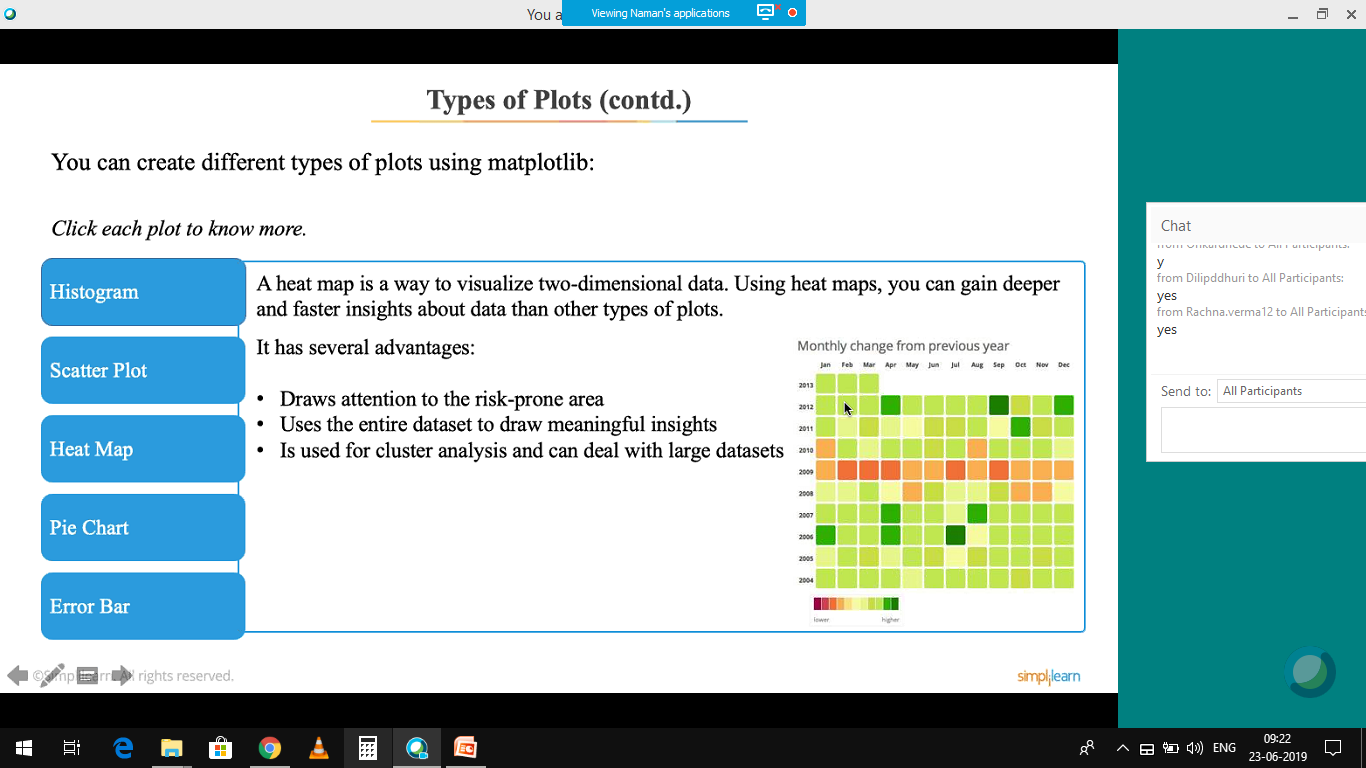 You a
Viewing Naman's applications
Types of Plots (contd.)
You can create different types of plots using matplotlib:
Click each plot to know more.
Histogram
Scatter Plot
Heat Map
Pie Chart
Error Bar
A heat map is a way to visualize two-dimensional data. Using heat maps, you can gain deeper
and faster insights about data than other types of plots.
It has several advantages:
• Draws attention to the risk-prone area
• Uses the entire dataset to draw meaningful insights
• Is used for cluster analysis and can deal with large datasets
Monthly change from previous year
Jan Feb Mar Apr May Jun Jul Aug Sep Oct Nov Dec
2013
2012
2011
2010
2009
2008
2007
2006
2005
2004
lower higher
©Simplilearn. All rights reserved.
simplilearn
Chat
to All Participants:
y
from Dilipddhuri to All Participants:
yes
from Rachna.verma12 to All Participants
yes
Send to: All Participants
ENG
09:22
23-06-2019